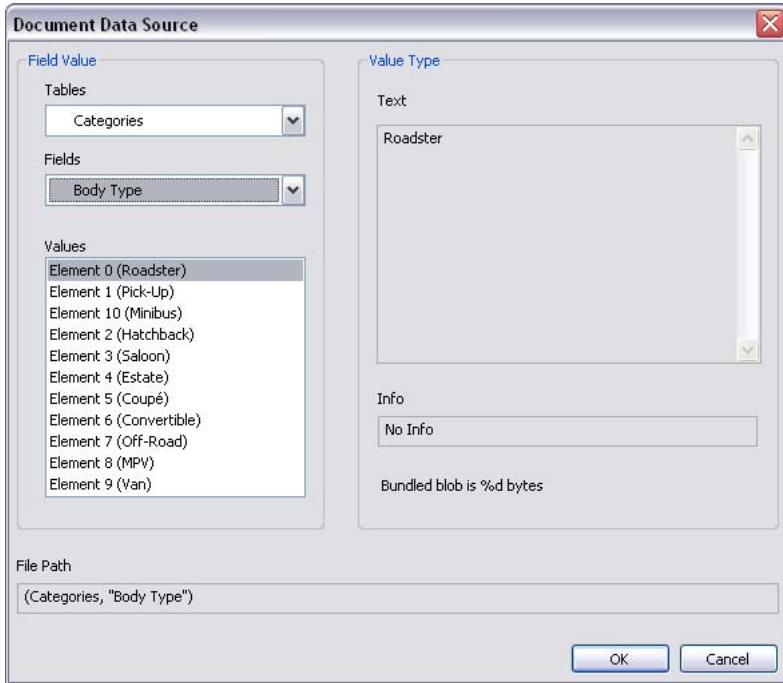 Document Data Source
Field Value
Tables
Categories
Fields
Body Type
Values
Element 0 (Roadster)
Element 1 (Pick-Up)
Element 10 (Minibus)
Element 2 (Hatchback)
Element 3 (Saloon)
Element 4 (Estate)
Element 5 (Coupé)
Element 6 (Convertible)
Element 7 (Off-Road)
Element 8 (MPV)
Element 9 (Van)
Value Type
Text
Roadster
Info
No Info
Bundled blob is %d bytes
File Path
(Categories, "Body Type")
OK
Cancel